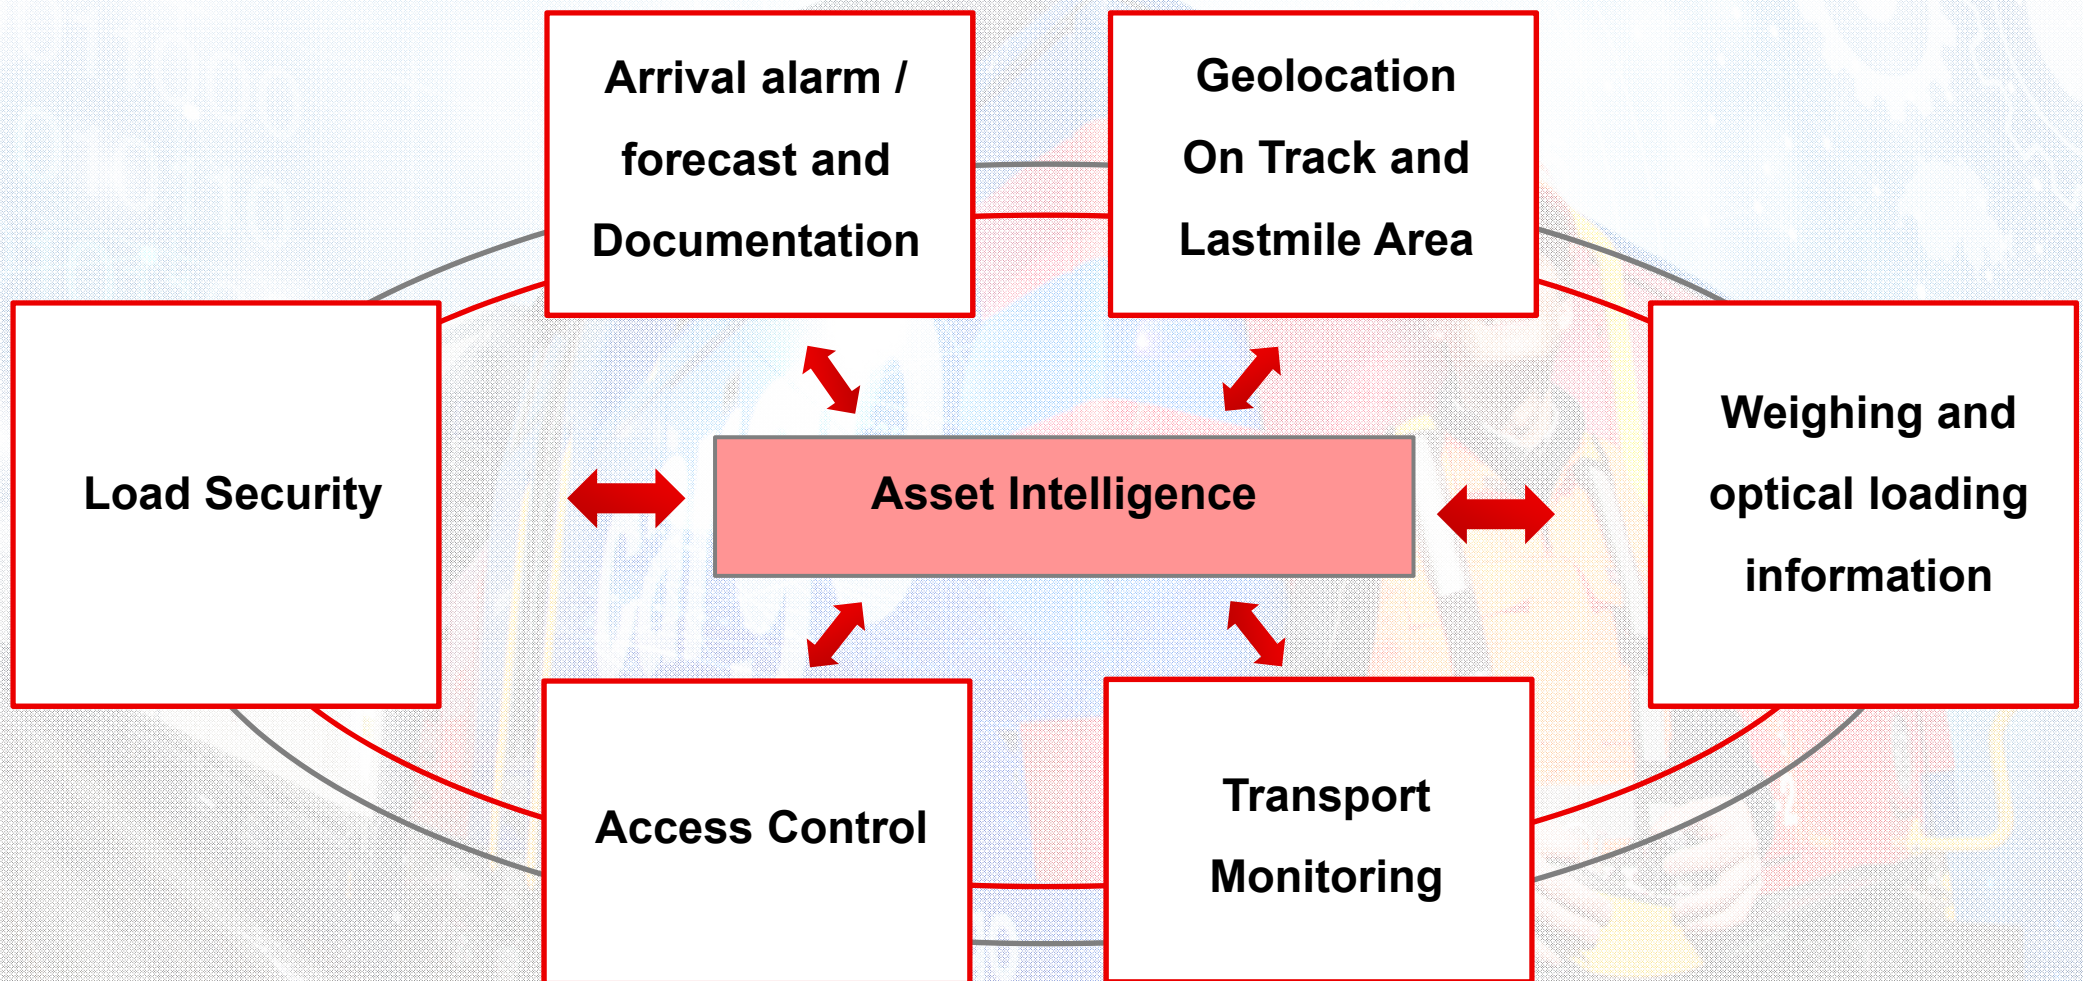 Arrival alarm /
forecast and
Documentation
Geolocation
On Track and
Lastmile Area
Load Security
Asset Intelligence
Weighing and
optical loading
information
Access Control
Transport
Monitoring